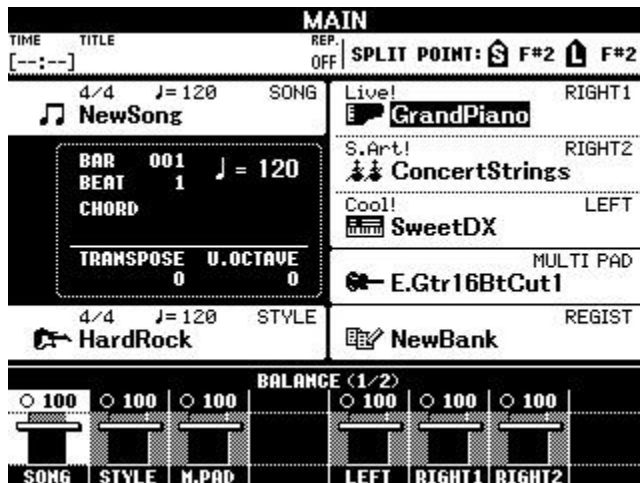 MAIN
TIME TITLE REP.
[--:--] OFF SPLIT POINT: S F#2 L F#2
4/4 ♩=120 SONG
NewSong
Live! RIGHT1
GrandPiano
S.Art! RIGHT2
ConcertStrings
BAR 001 ♩= 120
BEAT 1
CHORD
Cool! LEFT
SweetDX
TRANSPOSE U.OCTAVE
0 0
MULTI PAD
E.Gtr16BtCut1
4/4 ♩=120 STYLE
HardRock
REGIST
NewBank
BALANCE (1/2)
100 100 100 100 100 100
SONG STYLE M.PAD LEFT RIGHT1 RIGHT2